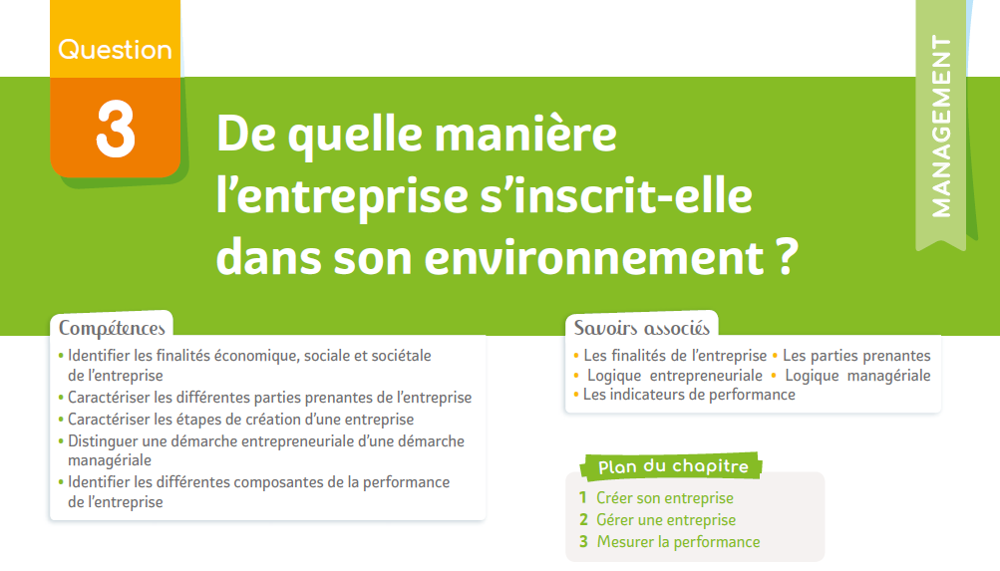 Question
3
MANAGEMENT
De quelle manière
l'entreprise s'inscrit-elle
dans son environnement ?
Compétences
• Identifier les finalités économique, sociale et sociétale
de l'entreprise
• Caractériser les différentes parties prenantes de l'entreprise
• Caractériser les étapes de création d'une entreprise
• Distinguer une démarche entrepreneuriale d'une démarche
managériale
• Identifier les différentes composantes de la performance
de l'entreprise
Savoirs associés
• Les finalités de l'entreprise • Les parties prenantes
• Logique entrepreneuriale • Logique managériale
• Les indicateurs de performance
Plan du chapitre
1 Créer son entreprise
2 Gérer une entreprise
3 Mesurer la performance